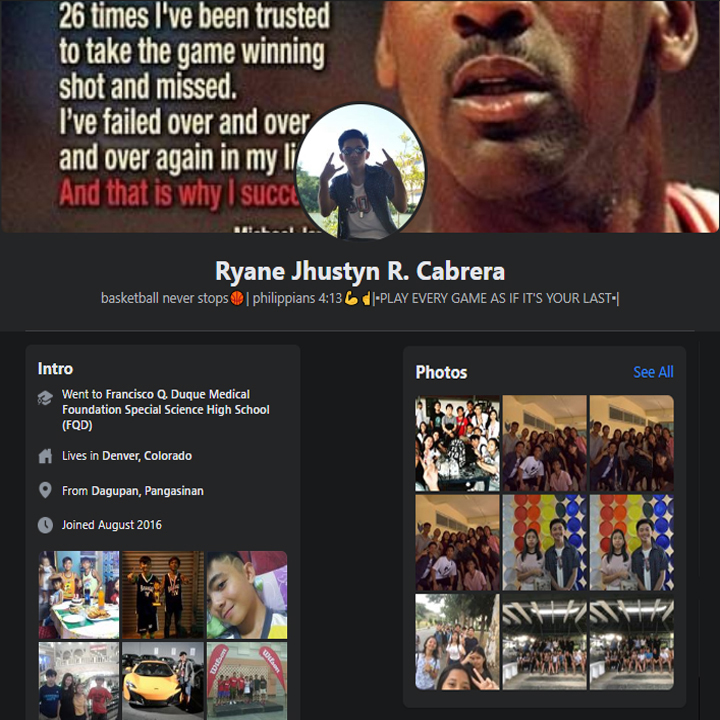 26 times I've been trusted
to take the game winning
shot and missed.
I've failed over and over
and over again in my li
And that is why I succe
Michael Jo
Ryane Jhustyn R. Cabrera
basketball never stops🏀| philippians 4:13💪☝|▪PLAY EVERY GAME AS IF IT'S YOUR LAST▪|
Intro
Went to Francisco Q. Duque Medical
Foundation Special Science High School
(FQD)
Lives in Denver, Colorado
From Dagupan, Pangasinan
Joined August 2016
Photos
See All
Wilson
Wilson